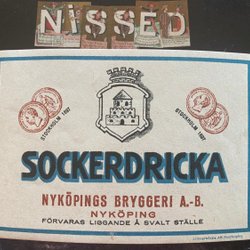 NISSED
STOCKHOLM 1897
STOCKHOLM 1897
SOCKERDRICKA
NYKÖPINGS BRYGGERI A.-B.
NYKÖPING
FÖRVARAS LIGGANDE Å SVALT STÄLLE